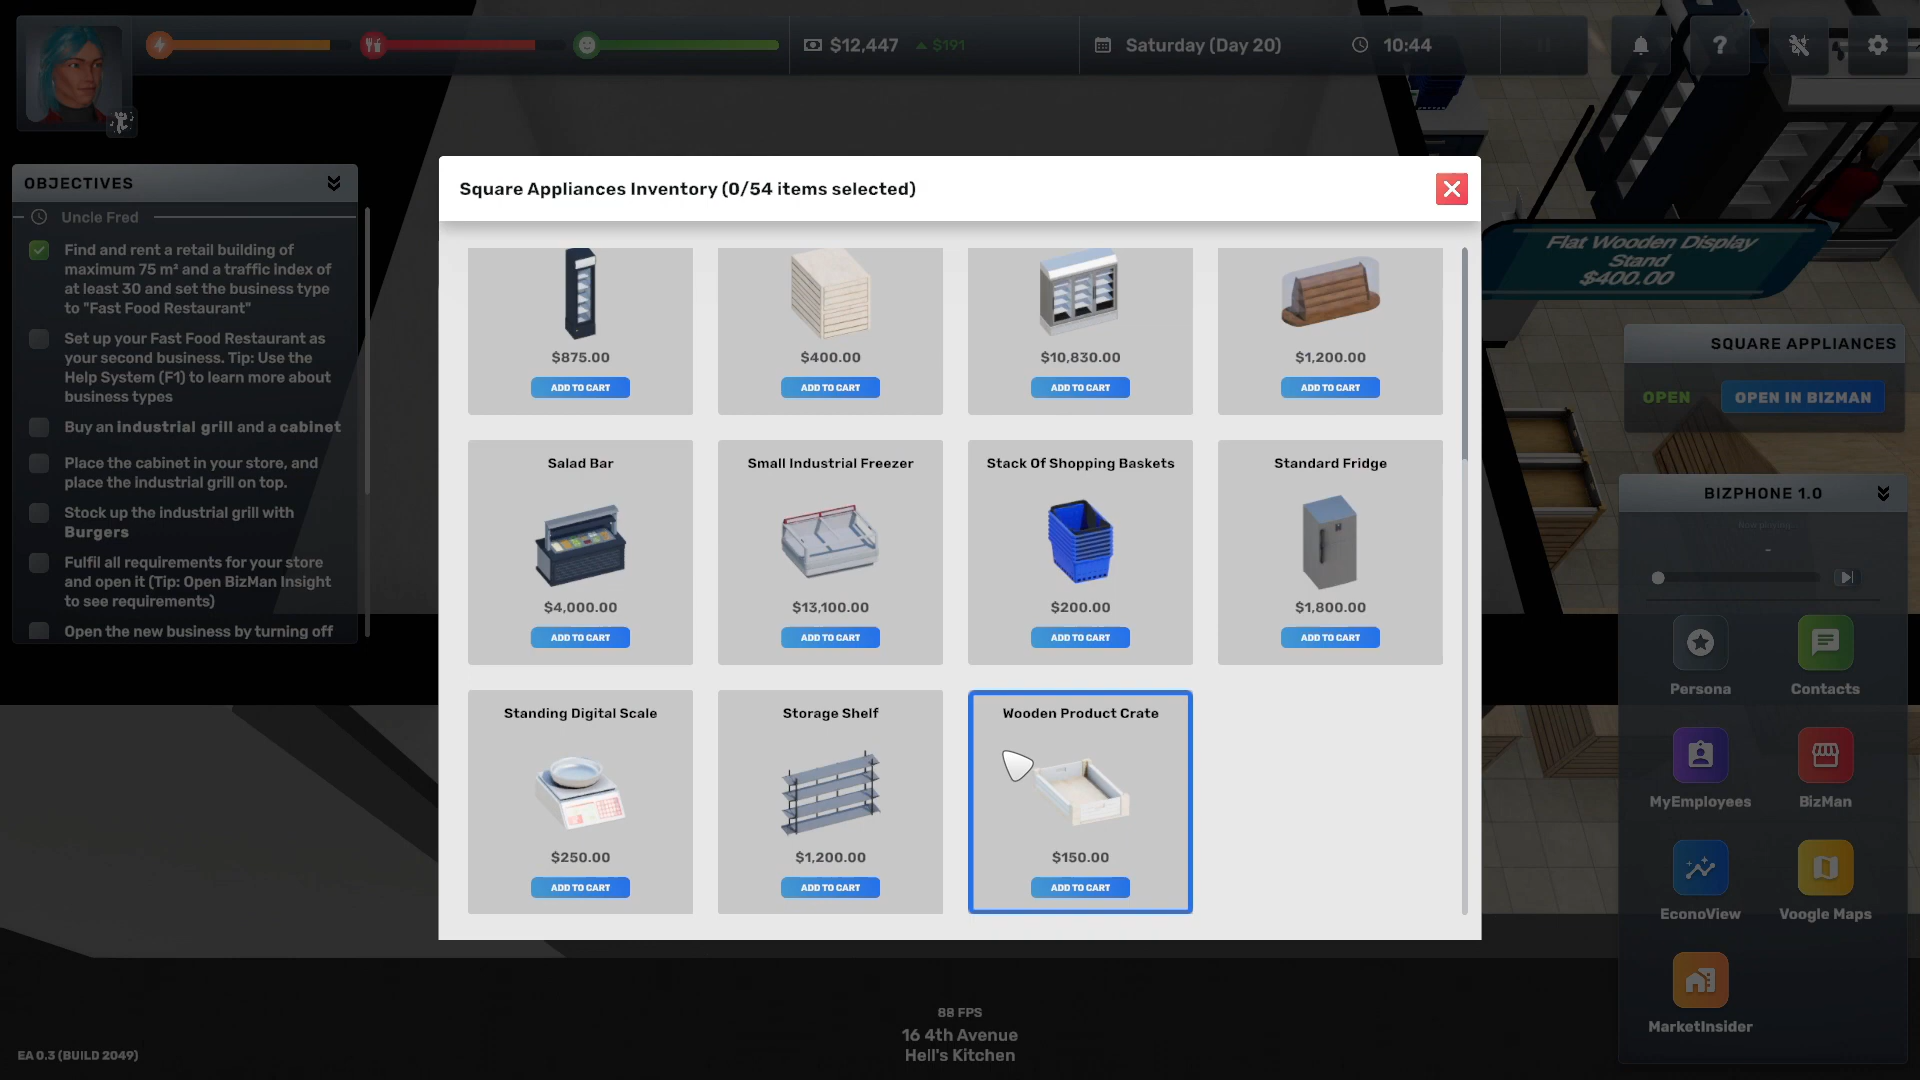 $12,447
$191
Saturday (Day 20)
10:44
?
OBJECTIVES
Uncle Fred
Find and rent a retail building of
maximum 75 m² and a traffic index of
at least 30 and set the business type
to "Fast Food Restaurant"
Set up your Fast Food Restaurant as
your second business. Tip: Use the
Help System (F1) to learn more about
business types
Buy an industrial grill and a cabinet
Place the cabinet in your store, and
place the industrial grill on top.
Stock up the industrial grill with
Burgers
Fulfil all requirements for your store
and open it (Tip: Open BizMan Insight
to see requirements)
Open the new business by turning off
Square Appliances Inventory (0/54 items selected)
$875.00
ADD TO CART
$400.00
ADD TO CART
$10,830.00
ADD TO CART
$1,200.00
ADD TO CART
Salad Bar
$4,000.00
ADD TO CART
Small Industrial Freezer
$13,100.00
ADD TO CART
Stack Of Shopping Baskets
$200.00
ADD TO CART
Standard Fridge
$1,800.00
ADD TO CART
Standing Digital Scale
$250.00
ADD TO CART
Storage Shelf
$1,200.00
ADD TO CART
Wooden Product Crate
$150.00
ADD TO CART
Flat Wooden Display
Stand
$400.00
SQUARE APPLIANCES
OPEN
OPEN IN BIZMAN
BIZPHONE 1.0
Now playing:
-
Persona
Contacts
MyEmployees
BizMan
EconoView
Voogle Maps
MarketInsider
88 FPS
16 4th Avenue
Hell's Kitchen
EA 0.3 (BUILD 2049)